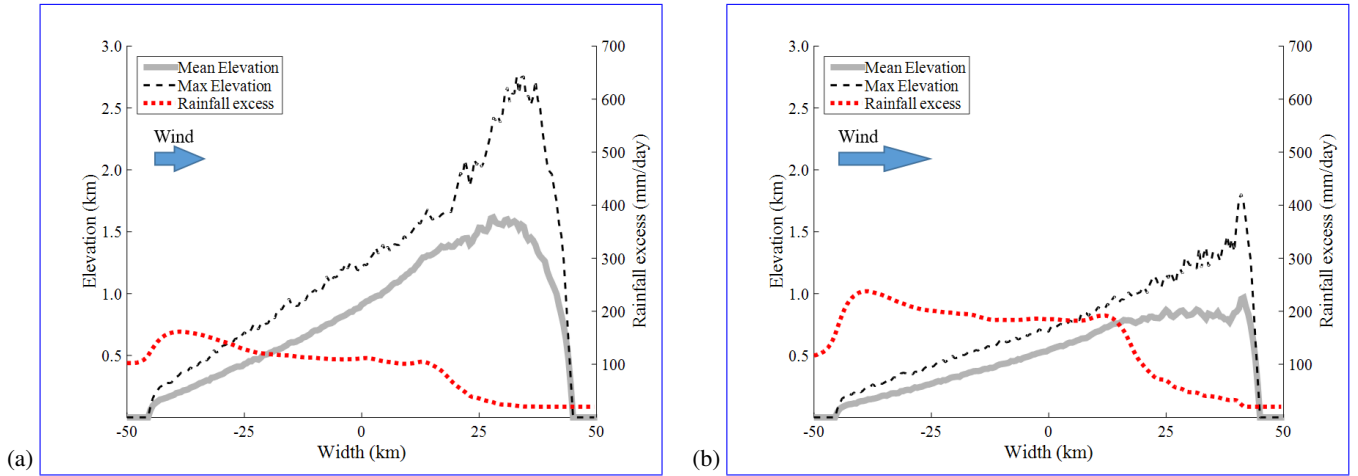 3.0
700
Mean Elevation
Max Elevation
Rainfall excess
2.5
600
Wind
500
2.0
400
1.5
300
1.0
200
0.5
100
Elevation (km)
Rainfall excess (mm/day)
-50
-25
0
25
50
Width (km)
(a)
3.0
700
Mean Elevation
Max Elevation
Rainfall excess
2.5
600
Wind
500
2.0
400
1.5
300
1.0
200
0.5
100
Elevation (km)
Rainfall excess (mm/day)
-50
-25
0
25
50
Width (km)
(b)